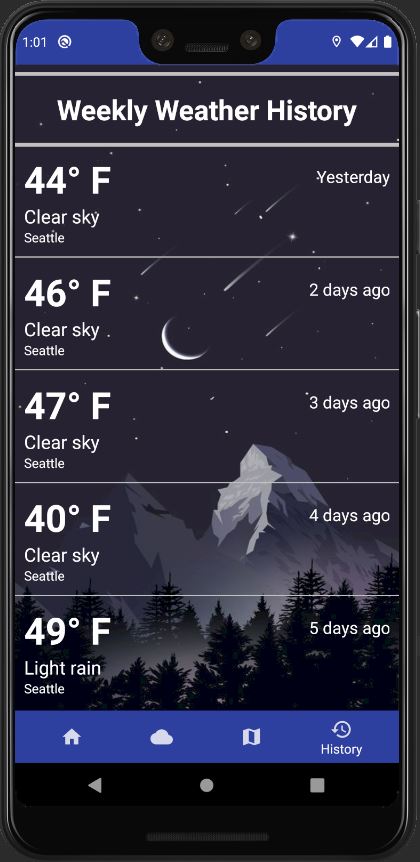 1:01
Weekly Weather History
44° F
Yesterday
Clear sky
Seattle
46° F
2 days ago
Clear sky
Seattle
47° F
3 days ago
Clear sky
Seattle
40° F
4 days ago
Clear sky
Seattle
49° F
5 days ago
Light rain
Seattle
History